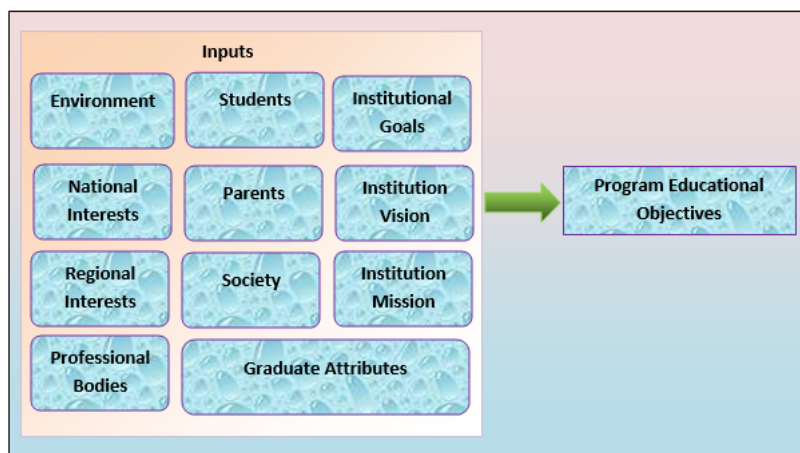 Inputs
Environment
Students
Institutional
Goals
National
Interests
Parents
Institution
Vision
Regional
Interests
Society
Institution
Mission
Professional
Bodies
Graduate Attributes
Program Educational
Objectives